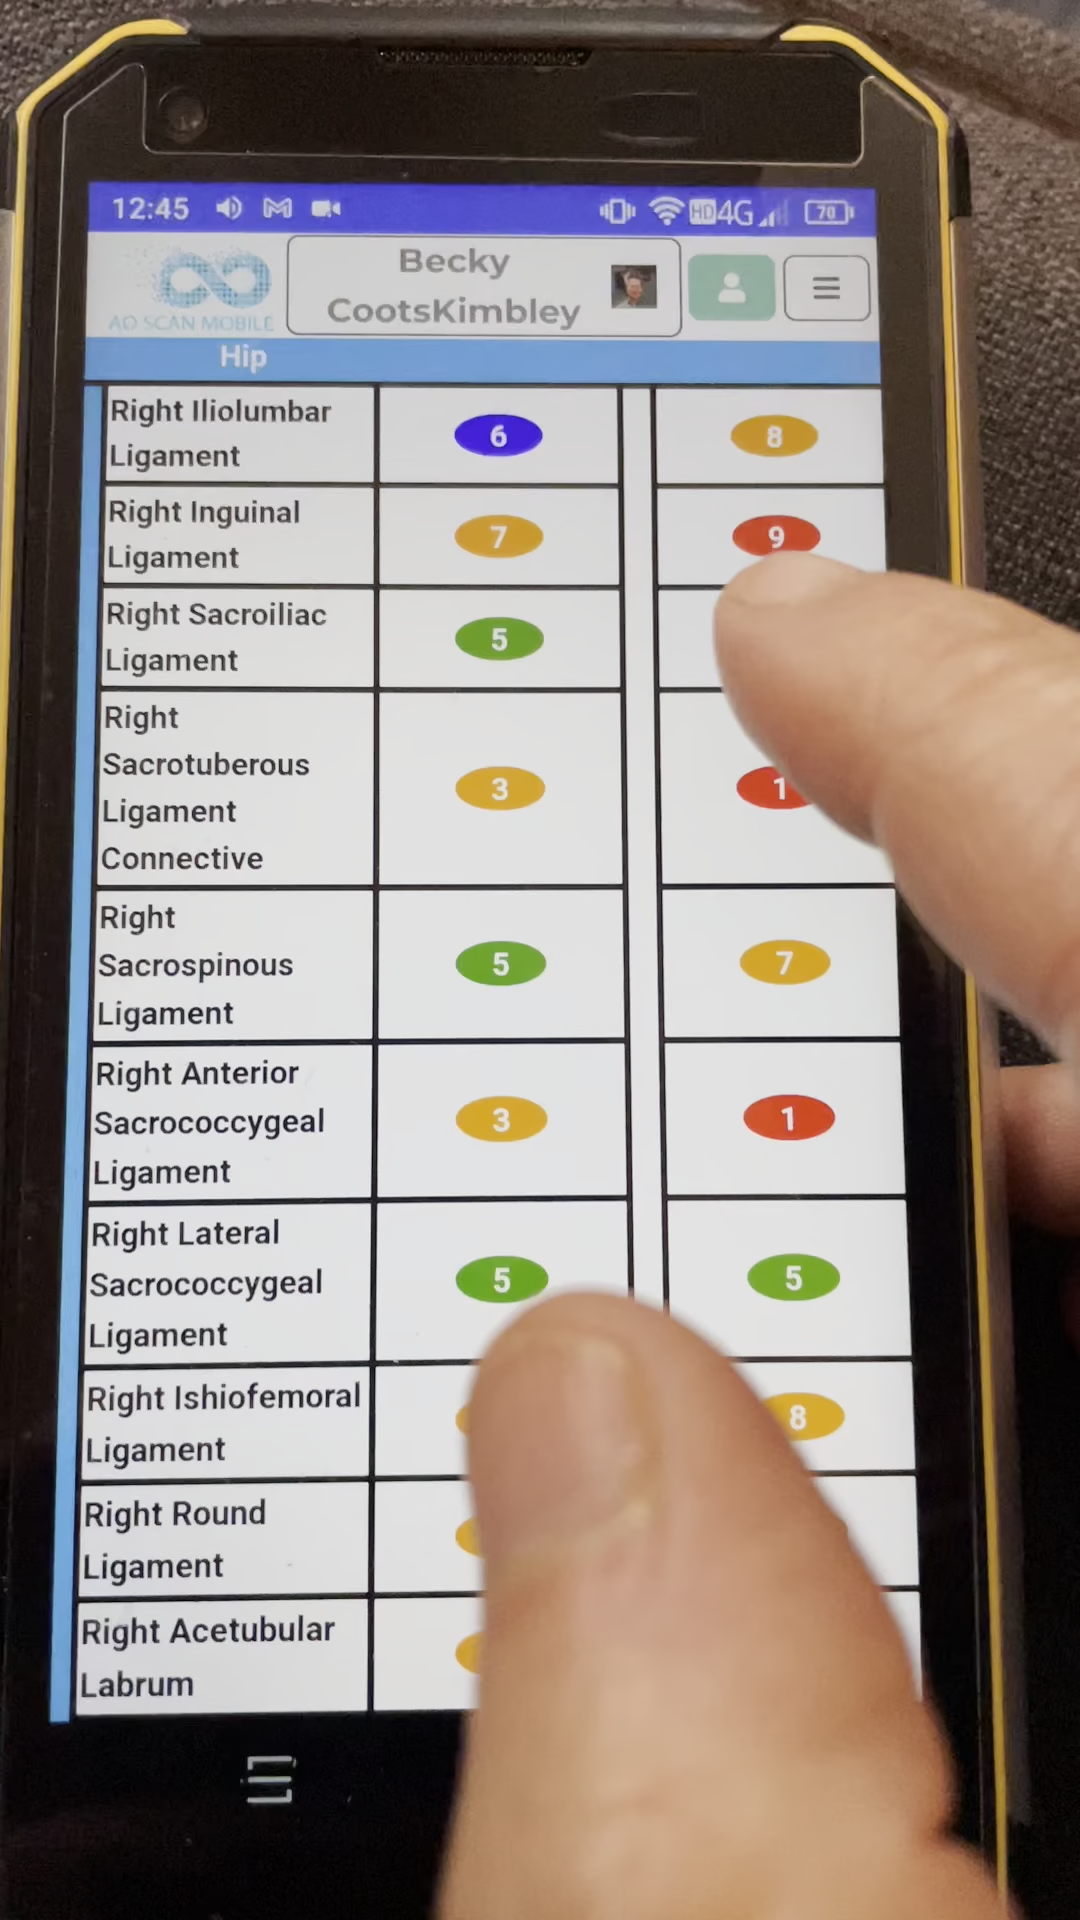 12:45 HD 4G 70
Becky
CootsKimbley
AO SCAN MOBILE
Hip
Right Iliolumbar
Ligament
6 8
Right Inguinal
Ligament
7 9
Right Sacroiliac
Ligament
5
Right
Sacrotuberous
Ligament
Connective
3 1
Right
Sacrospinous
Ligament
5 7
Right Anterior
Sacrococcygeal
Ligament
3 1
Right Lateral
Sacrococcygeal
Ligament
5 5
Right Ishiofemoral
Ligament
8
Right Round
Ligament
Right Acetubular
Labrum